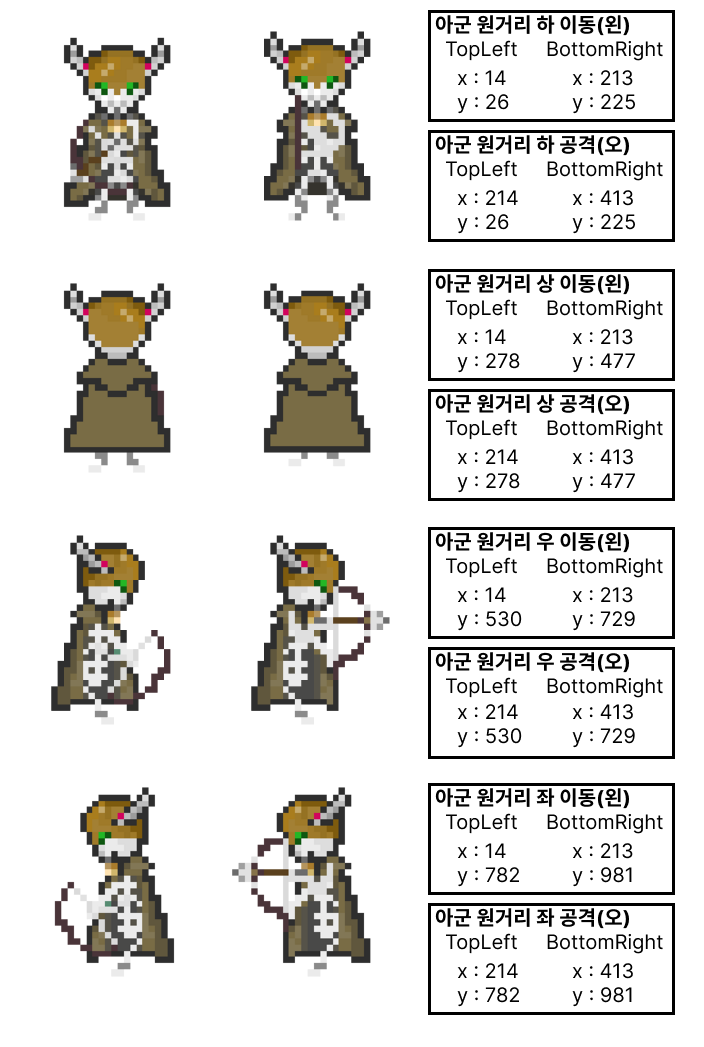 아군 원거리 하 이동(왼)
TopLeft BottomRight
x : 14 x : 213
y : 26 y : 225
아군 원거리 하 공격(오)
TopLeft BottomRight
x : 214 x : 413
y : 26 y : 225
아군 원거리 상 이동(왼)
TopLeft BottomRight
x : 14 x : 213
y : 278 y : 477
아군 원거리 상 공격(오)
TopLeft BottomRight
x : 214 x : 413
y : 278 y : 477
아군 원거리 우 이동(왼)
TopLeft BottomRight
x : 14 x : 213
y : 530 y : 729
아군 원거리 우 공격(오)
TopLeft BottomRight
x : 214 x : 413
y : 530 y : 729
아군 원거리 좌 이동(왼)
TopLeft BottomRight
x : 14 x : 213
y : 782 y : 981
아군 원거리 좌 공격(오)
TopLeft BottomRight
x : 214 x : 413
y : 782 y : 981